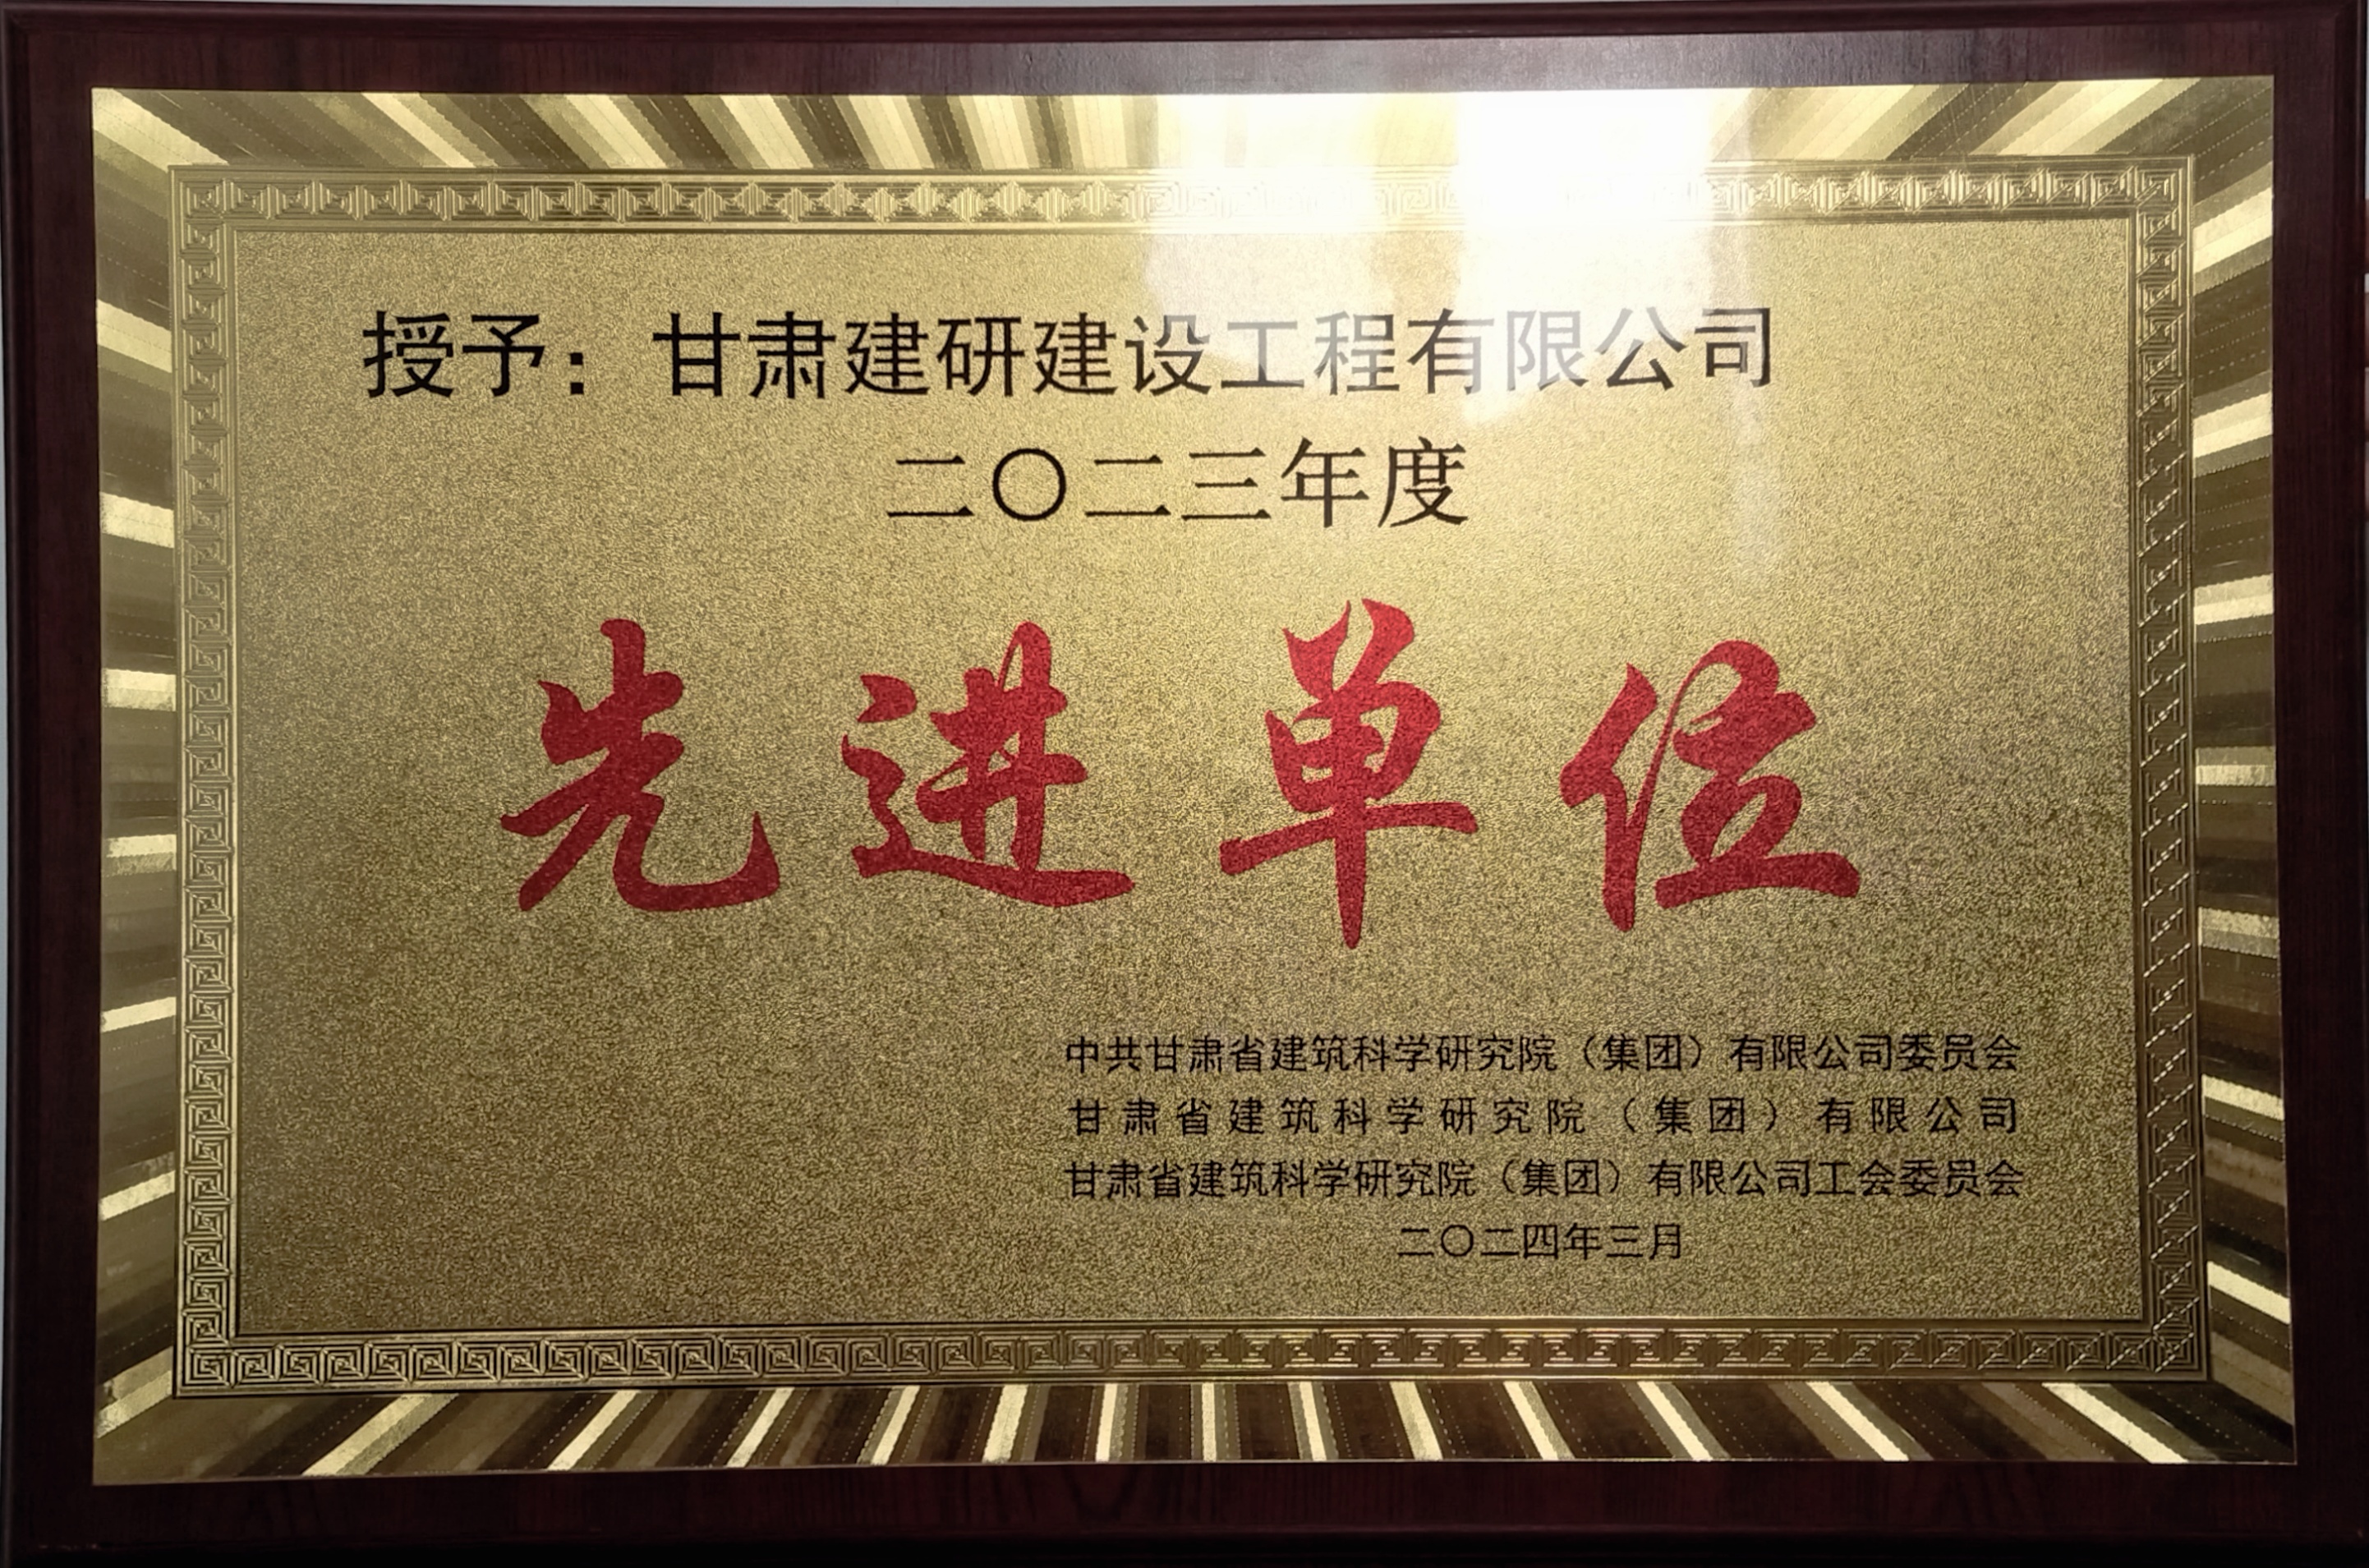 授予：甘肃建研建设工程有限公司
二〇二三年度
先进单位
中共甘肃省建筑科学研究院（集团）有限公司委员会
甘肃省建筑科学研究院（集团）有限公司
甘肃省建筑科学研究院（集团）有限公司工会委员会
二〇二四年三月